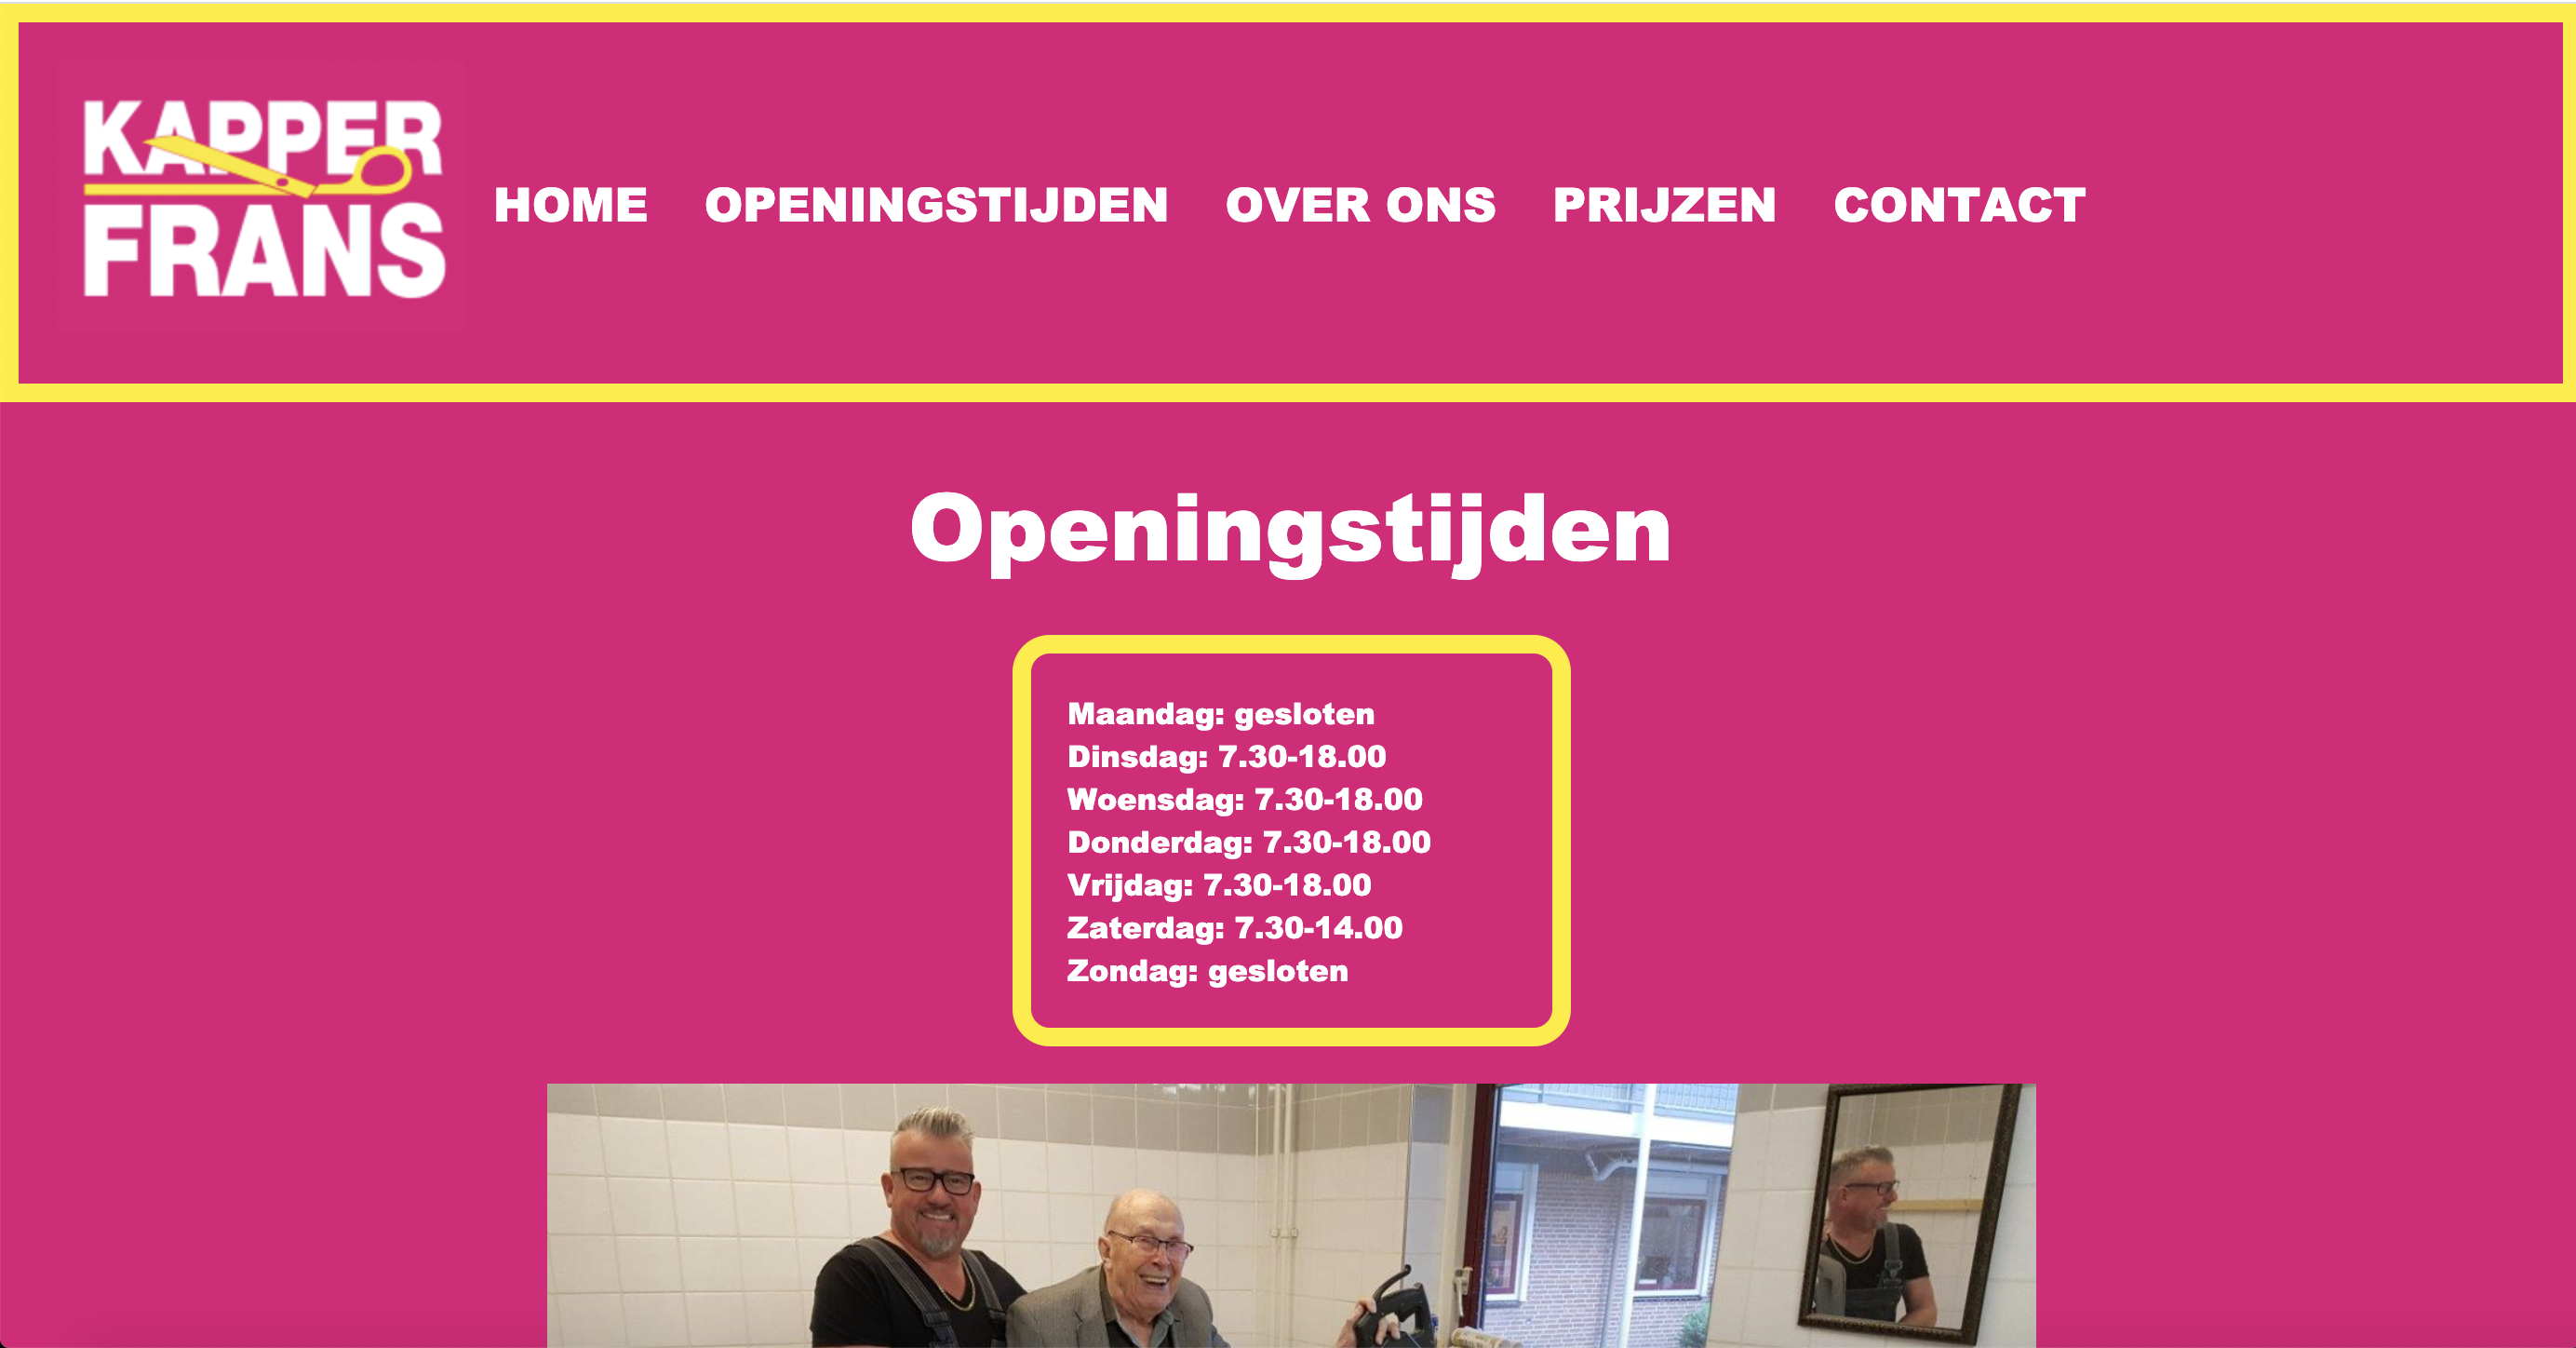 KAPPER
FRANS
HOME OPENINGSTIJDEN OVER ONS PRIJZEN CONTACT
Openingstijden
Maandag: gesloten
Dinsdag: 7.30-18.00
Woensdag: 7.30-18.00
Donderdag: 7.30-18.00
Vrijdag: 7.30-18.00
Zaterdag: 7.30-14.00
Zondag: gesloten